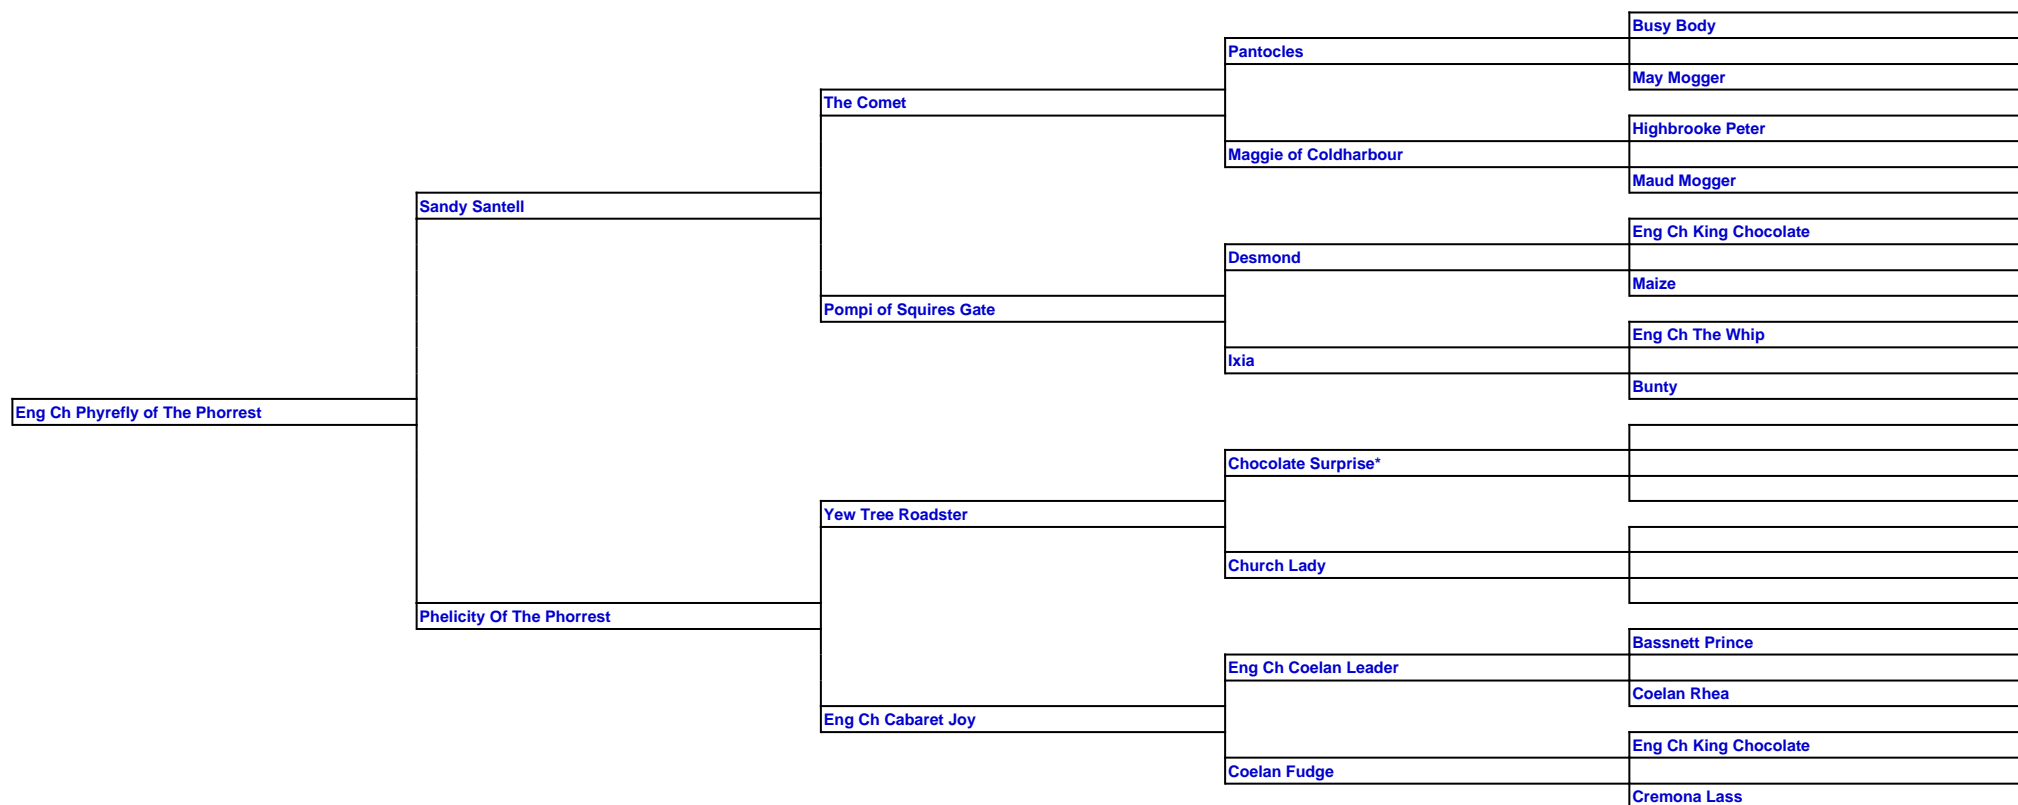 Busy Body
Pantocles
May Mogger
The Comet
Highbrooke Peter
Maggie of Coldharbour
Maud Mogger
Sandy Santell
Eng Ch King Chocolate
Desmond
Maize
Pompi of Squires Gate
Eng Ch The Whip
Ixia
Bunty
Eng Ch Phyrefly of The Phorrest
Chocolate Surprise*
Yew Tree Roadster
Church Lady
Phelicity Of The Phorrest
Bassnett Prince
Eng Ch Coelan Leader
Coelan Rhea
Eng Ch Cabaret Joy
Eng Ch King Chocolate
Coelan Fudge
Cremona Lass